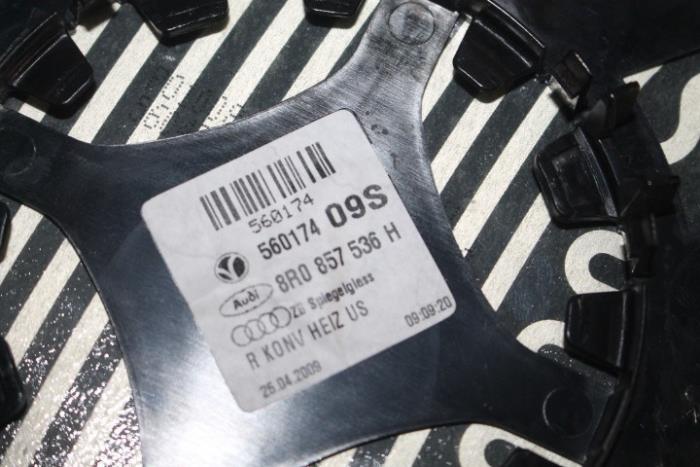 560174
560174 09S
8R0 857 536 H
Audi
ZB Spiegelglass
R KONV HEIZ US
25.04.2009 09:09:20